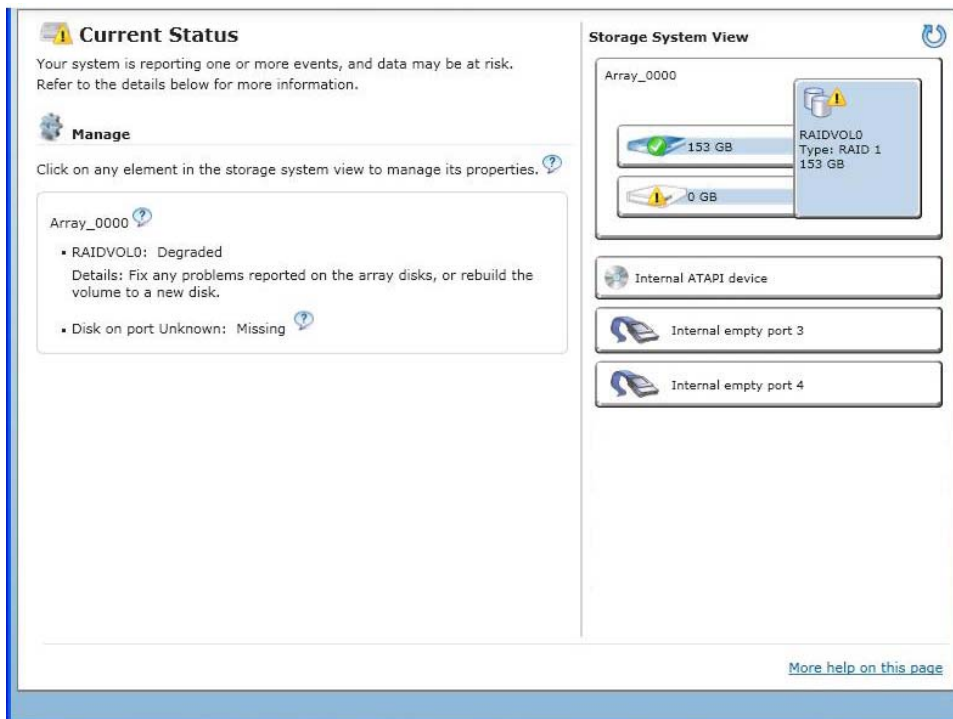 Current Status
Your system is reporting one or more events, and data may be at risk.
Refer to the details below for more information.
Manage
Click on any element in the storage system view to manage its properties.
Array_0000
RAIDVOL0: Degraded
Details: Fix any problems reported on the array disks, or rebuild the
volume to a new disk.
Disk on port Unknown: Missing
Storage System View
Array_0000
153 GB
0 GB
RAIDVOL0
Type: RAID 1
153 GB
Internal ATAPI device
Internal empty port 3
Internal empty port 4
More help on this page